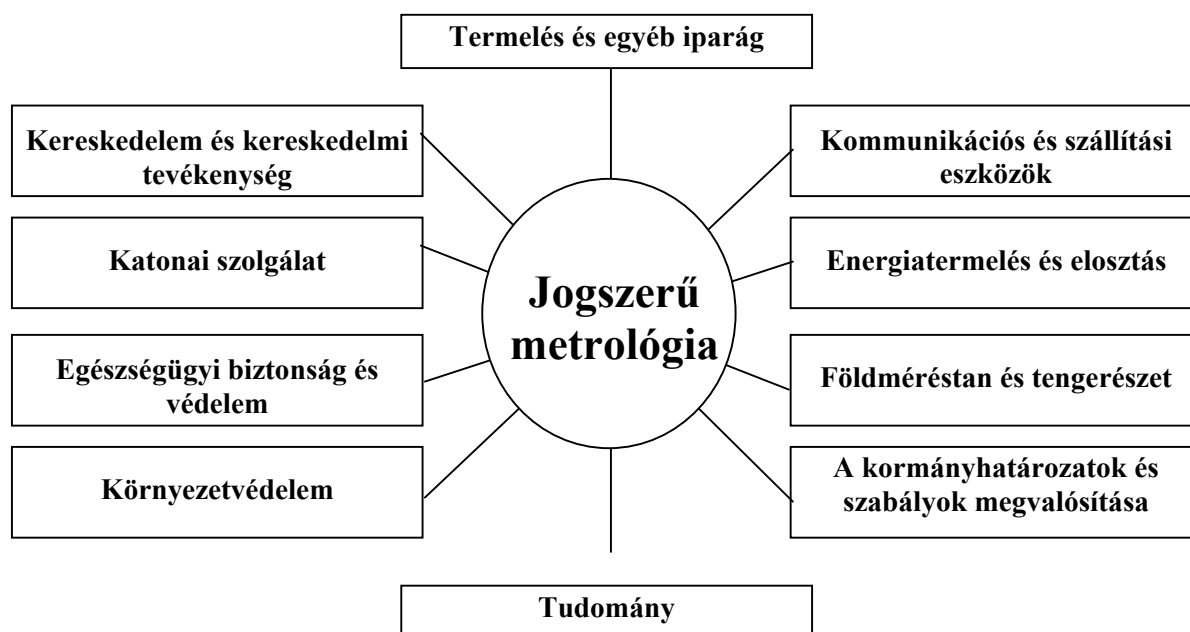 Termelés és egyéb iparág
Kereskedelem és kereskedelmi
tevékenység
Kommunikációs és szállítási
eszközök
Katonai szolgálat
Energiatermelés és elosztás
Jogszerű
metrológia
Egészségügyi biztonság és
védelem
Földméréstan és tengerészet
Környezetvédelem
A kormányhatározatok és
szabályok megvalósítása
Tudomány